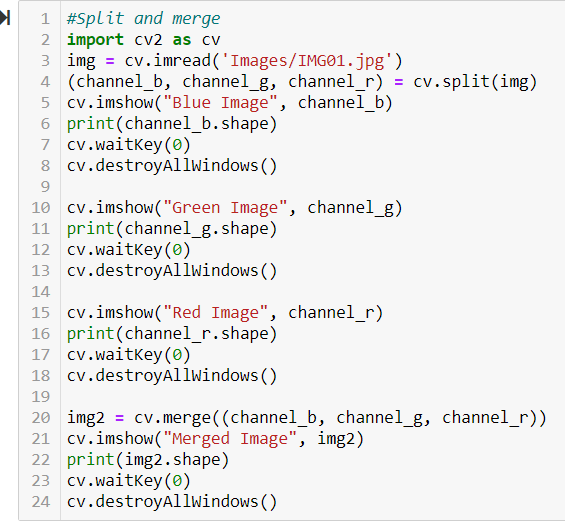 1 #Split and merge
2 import cv2 as cv
3 img = cv.imread('Images/IMG01.jpg')
4 (channel_b, channel_g, channel_r) = cv.split(img)
5 cv.imshow("Blue Image", channel_b)
6 print(channel_b.shape)
7 cv.waitKey(0)
8 cv.destroyAllWindows()
9
10 cv.imshow("Green Image", channel_g)
11 print(channel_g.shape)
12 cv.waitKey(0)
13 cv.destroyAllWindows()
14
15 cv.imshow("Red Image", channel_r)
16 print(channel_r.shape)
17 cv.waitKey(0)
18 cv.destroyAllWindows()
19
20 img2 = cv.merge((channel_b, channel_g, channel_r))
21 cv.imshow("Merged Image", img2)
22 print(img2.shape)
23 cv.waitKey(0)
24 cv.destroyAllWindows()